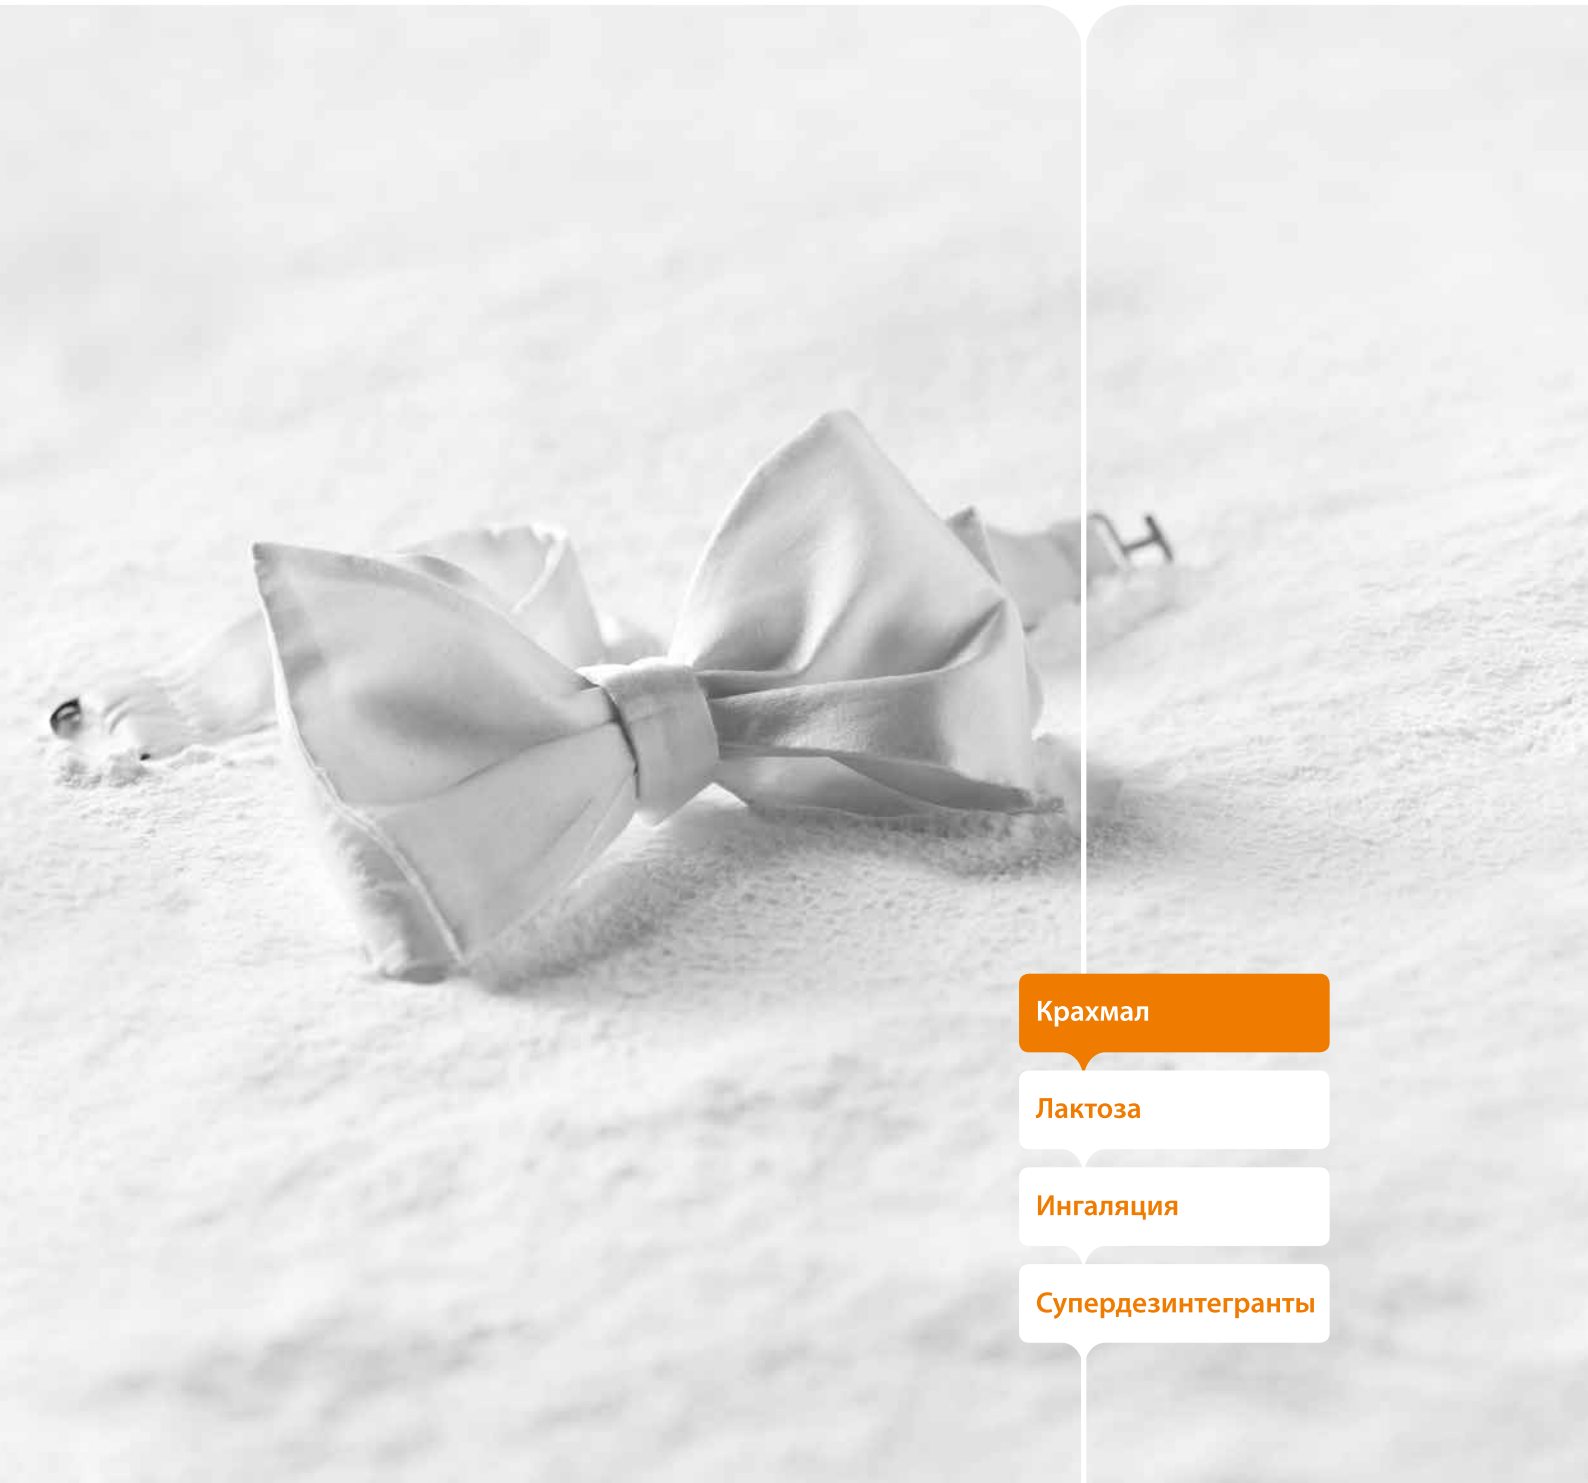 Крахмал
Лактоза
Ингаляция
Супердезинтегранты